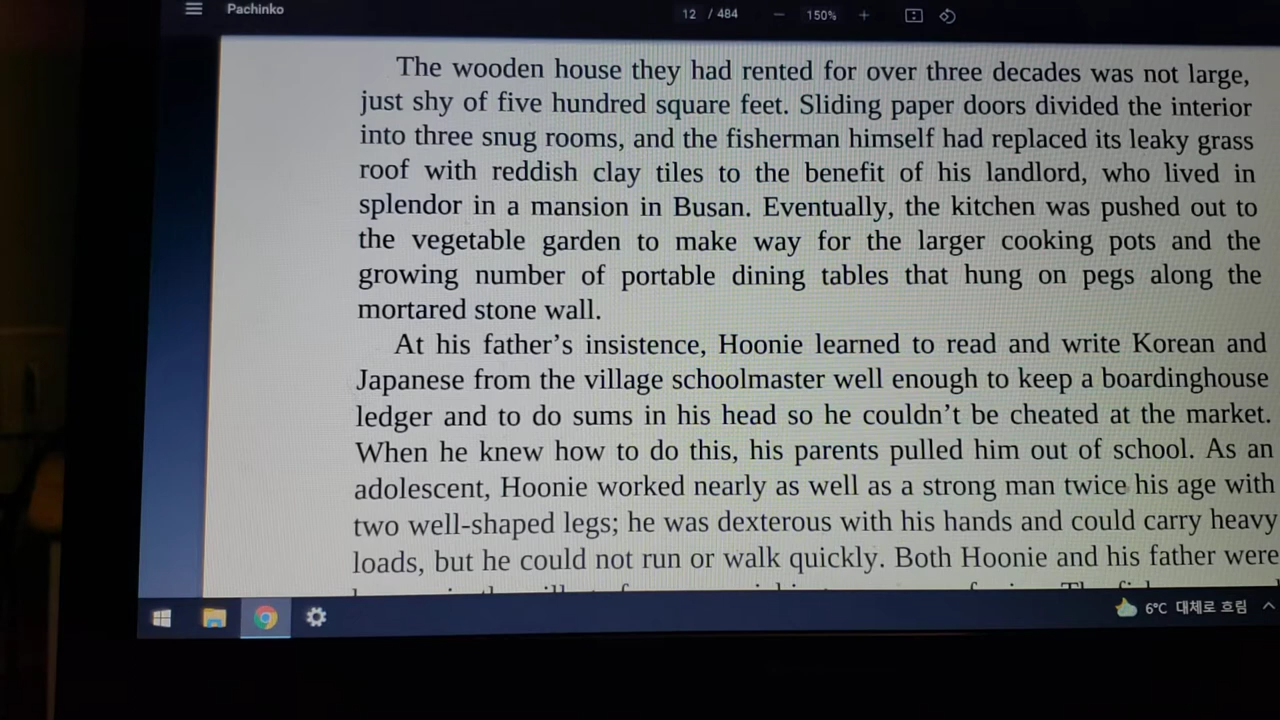 Pachinko
12 / 484
150%
The wooden house they had rented for over three decades was not large,
just shy of five hundred square feet. Sliding paper doors divided the interior
into three snug rooms, and the fisherman himself had replaced its leaky grass
roof with reddish clay tiles to the benefit of his landlord, who lived in
splendor in a mansion in Busan. Eventually, the kitchen was pushed out to
the vegetable garden to make way for the larger cooking pots and the
growing number of portable dining tables that hung on pegs along the
mortared stone wall.
At his father’s insistence, Hoonie learned to read and write Korean and
Japanese from the village schoolmaster well enough to keep a boardinghouse
ledger and to do sums in his head so he couldn’t be cheated at the market.
When he knew how to do this, his parents pulled him out of school. As an
adolescent, Hoonie worked nearly as well as a strong man twice his age with
two well-shaped legs; he was dexterous with his hands and could carry heavy
loads, but he could not run or walk quickly. Both Hoonie and his father were
6°C 대체로 흐림